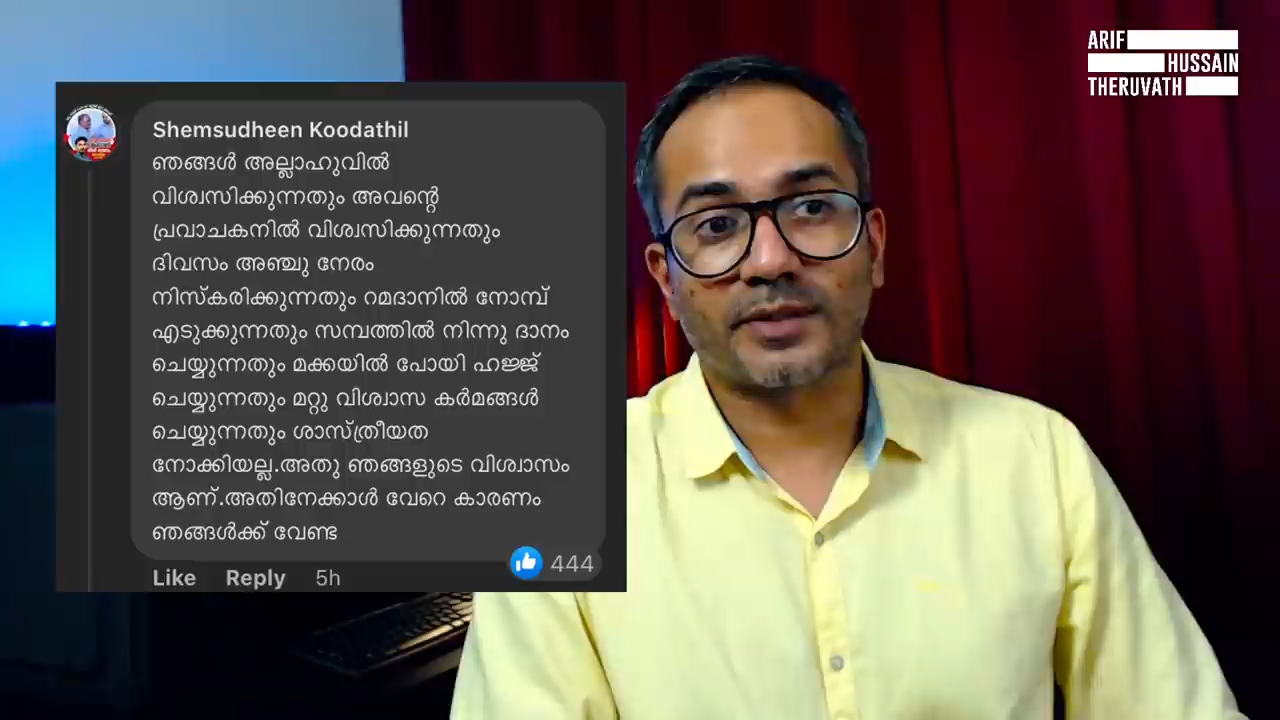 Shemsudheen Koodathil
ഞങ്ങൾ അല്ലാഹുവിൽ
വിശ്വസിക്കുന്നതും അവന്റെ
പ്രവാചകനിൽ വിശ്വസിക്കുന്നതും
ദിവസം അഞ്ചു നേരം
നിസ്കരിക്കുന്നതും റമദാനിൽ നോമ്പ്
എടുക്കുന്നതും സമ്പത്തിൽ നിന്നു ദാനം
ചെയ്യുന്നതും മക്കയിൽ പോയി ഹജ്ജ്
ചെയ്യുന്നതും മറ്റു വിശ്വാസ കർമങ്ങൾ
ചെയ്യുന്നതും ശാസ്ത്രീയത
നോക്കിയല്ല.അതു ഞങ്ങളുടെ വിശ്വാസം
ആണ്.അതിനേക്കാൾ വേറെ കാരണം
ഞങ്ങൾക്ക് വേണ്ട
444
Like Reply 5h
ARIF
HUSSAIN
THERUVATH